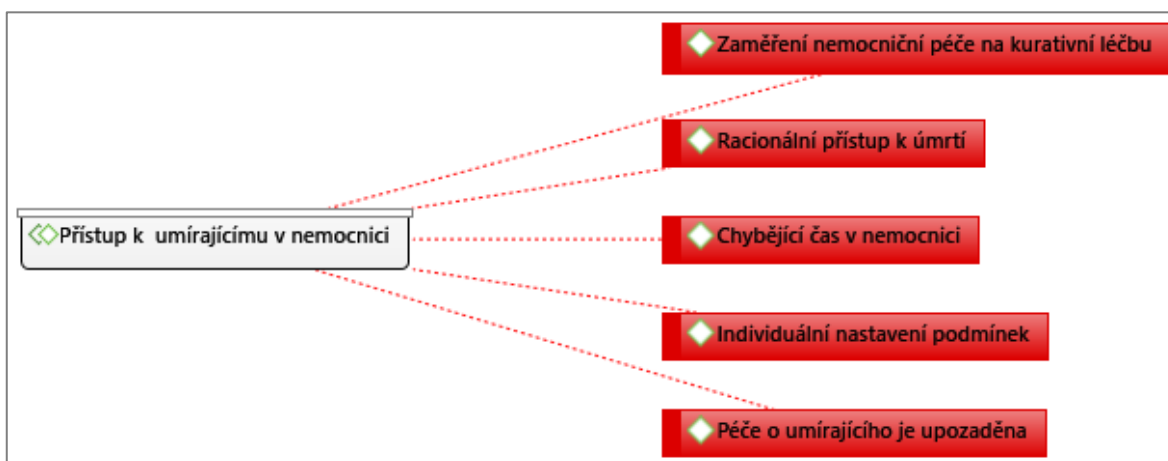 Zaměření nemocniční péče na kurativní léčbu
Racionální přístup k úmrtí
Přístup k  umírajícímu v nemocnici
Chybějící čas v nemocnici
Individuální nastavení podmínek
Péče o umírajícího je upozaděna